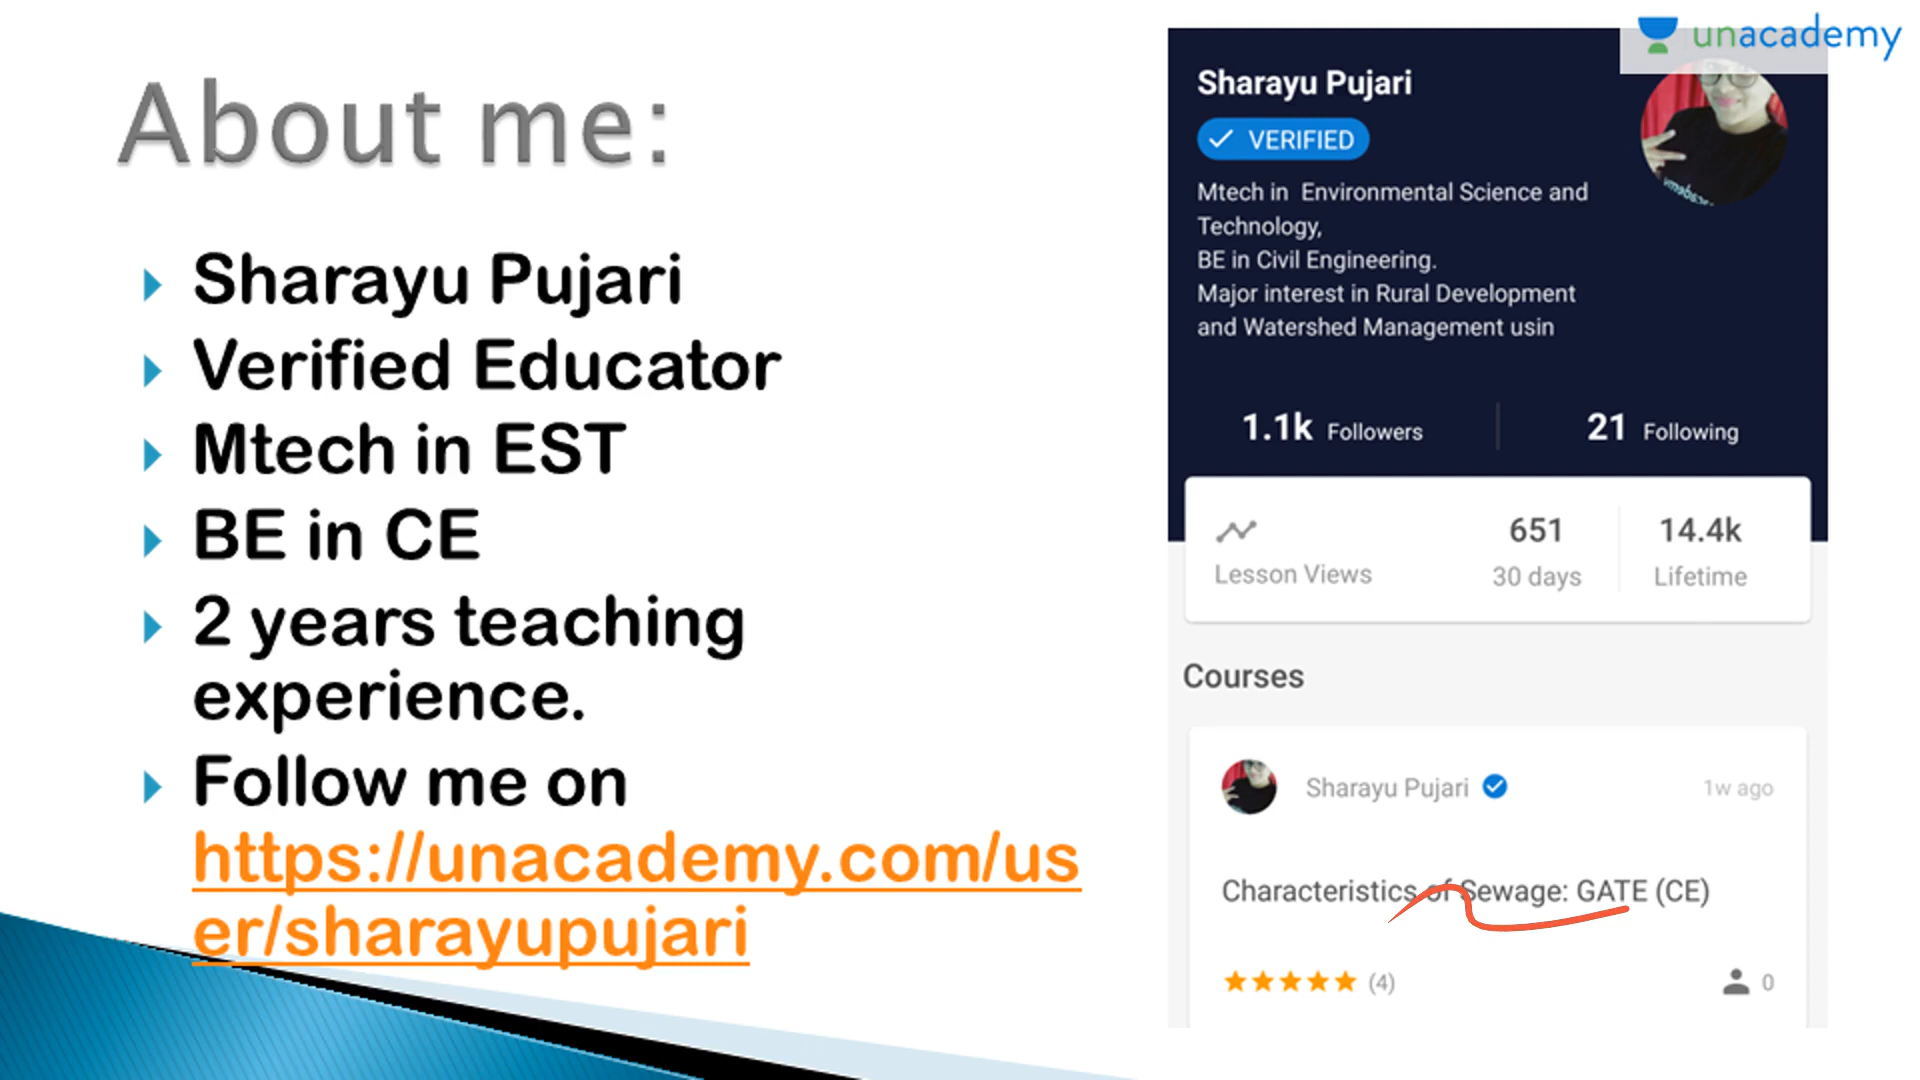 About me:
Sharayu Pujari
Verified Educator
Mtech in EST
BE in CE
2 years teaching
experience.
Follow me on
https://unacademy.com/us
er/sharayupujari
unacademy
Sharayu Pujari
VERIFIED
Mtech in Environmental Science and
Technology,
BE in Civil Engineering.
Major interest in Rural Development
and Watershed Management usin
1.1k Followers
21 Following
651
14.4k
Lesson Views
30 days
Lifetime
Courses
Sharayu Pujari
1w ago
Characteristics of Sewage: GATE (CE)
(4)
0